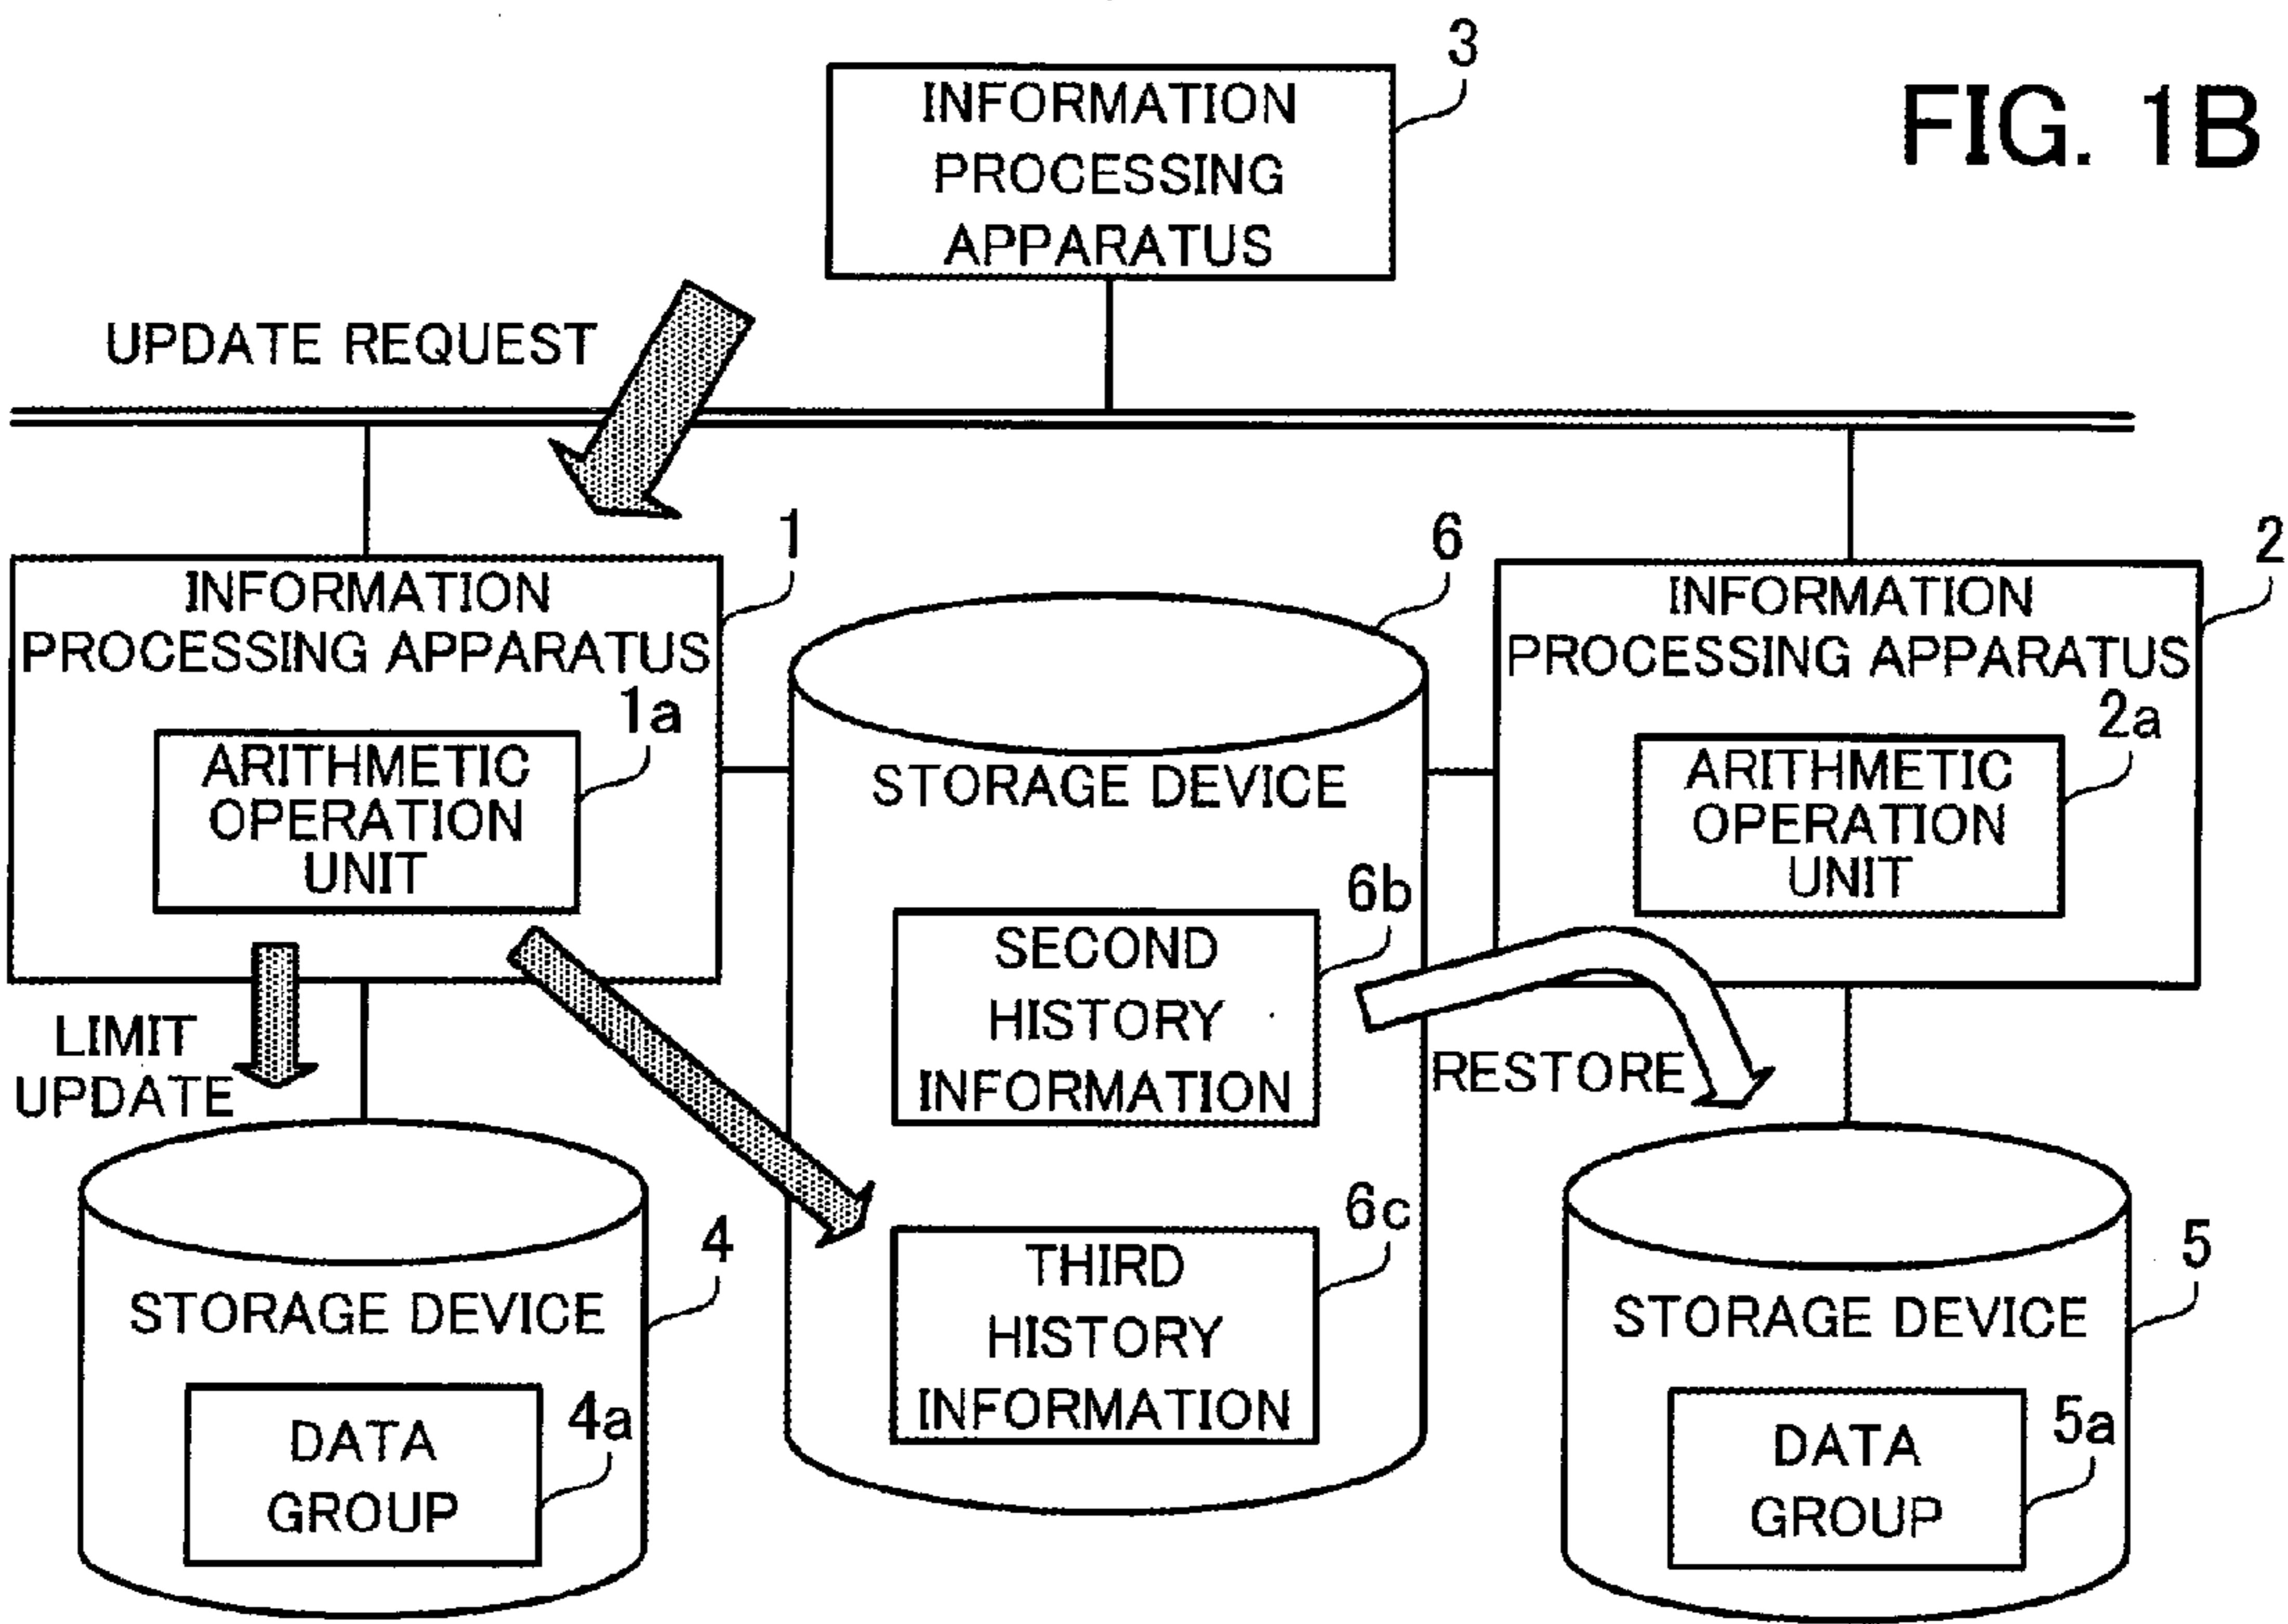 3
INFORMATION
PROCESSING
APPARATUS
FIG. 1B
UPDATE REQUEST
1
INFORMATION
PROCESSING APPARATUS
1a
ARITHMETIC
OPERATION
UNIT
6
STORAGE DEVICE
6b
SECOND
HISTORY
INFORMATION
6c
THIRD
HISTORY
INFORMATION
2
INFORMATION
PROCESSING APPARATUS
2a
ARITHMETIC
OPERATION
UNIT
LIMIT
UPDATE
RESTORE
4
STORAGE DEVICE
4a
DATA
GROUP
5
STORAGE DEVICE
5a
DATA
GROUP